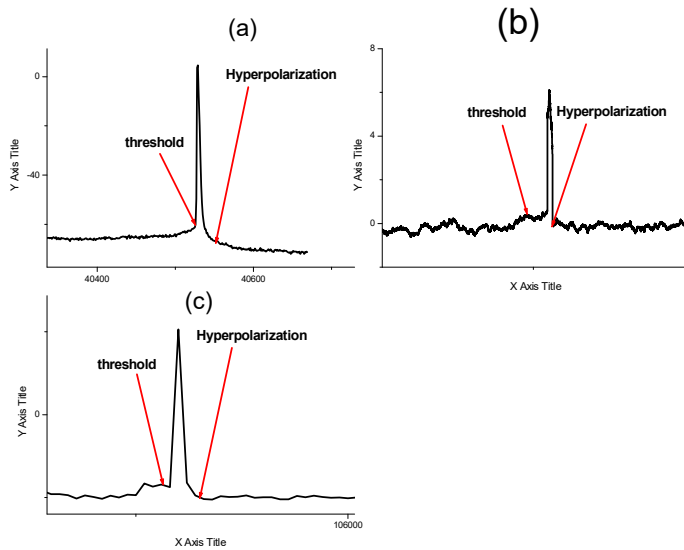 (a)
Hyperpolarization
threshold
Y Axis Title
0
-40
40400
40600
(b)
8
threshold
Hyperpolarization
Y Axis Title
4
0
X Axis Title
(c)
Hyperpolarization
threshold
Y Axis Title
0
106000
X Axis Title